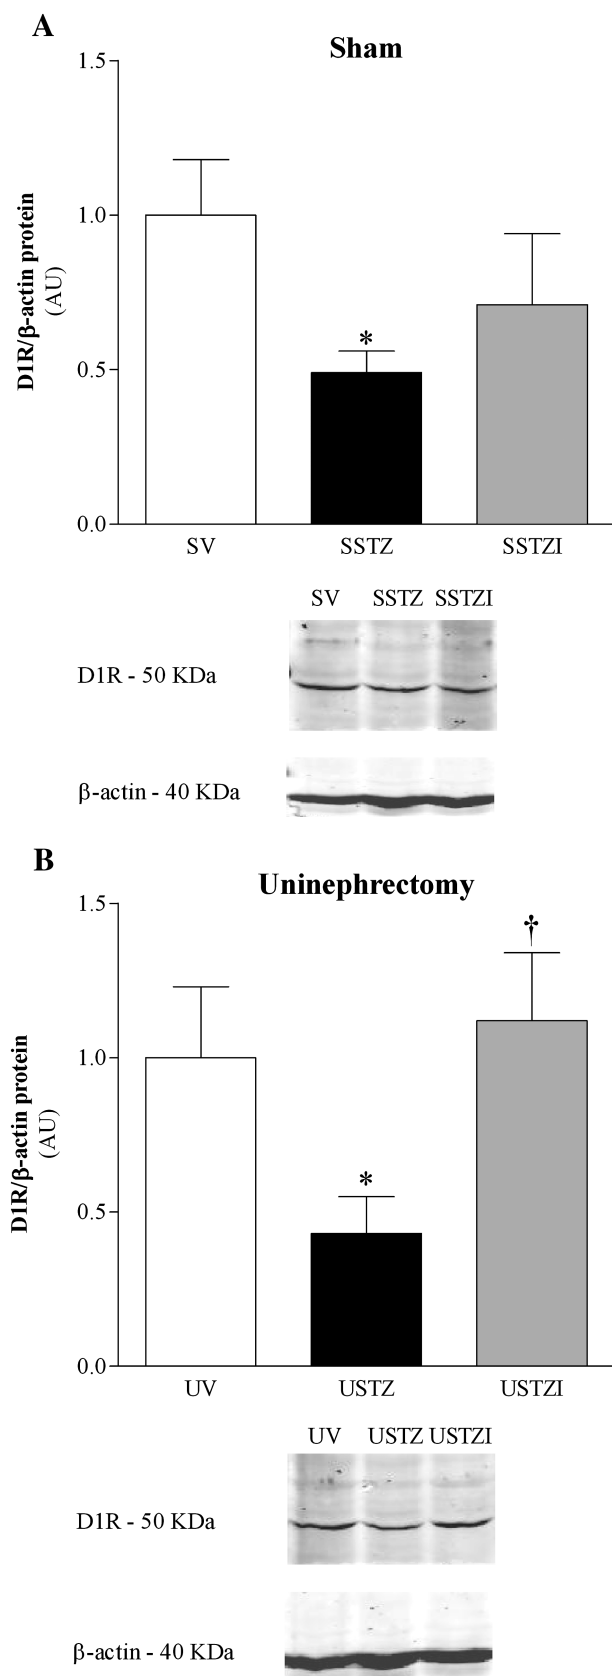 A
Sham
D1R/β-actin protein
(AU)
1.5
1.0
0.5
0.0
*
SV SSTZ SSTZI
SV SSTZ SSTZI
D1R - 50 KDa
β-actin - 40 KDa
B
Uninephrectomy
D1R/β-actin protein
(AU)
1.5
1.0
0.5
0.0
*
†
UV USTZ USTZI
UV USTZ USTZI
D1R - 50 KDa
β-actin - 40 KDa